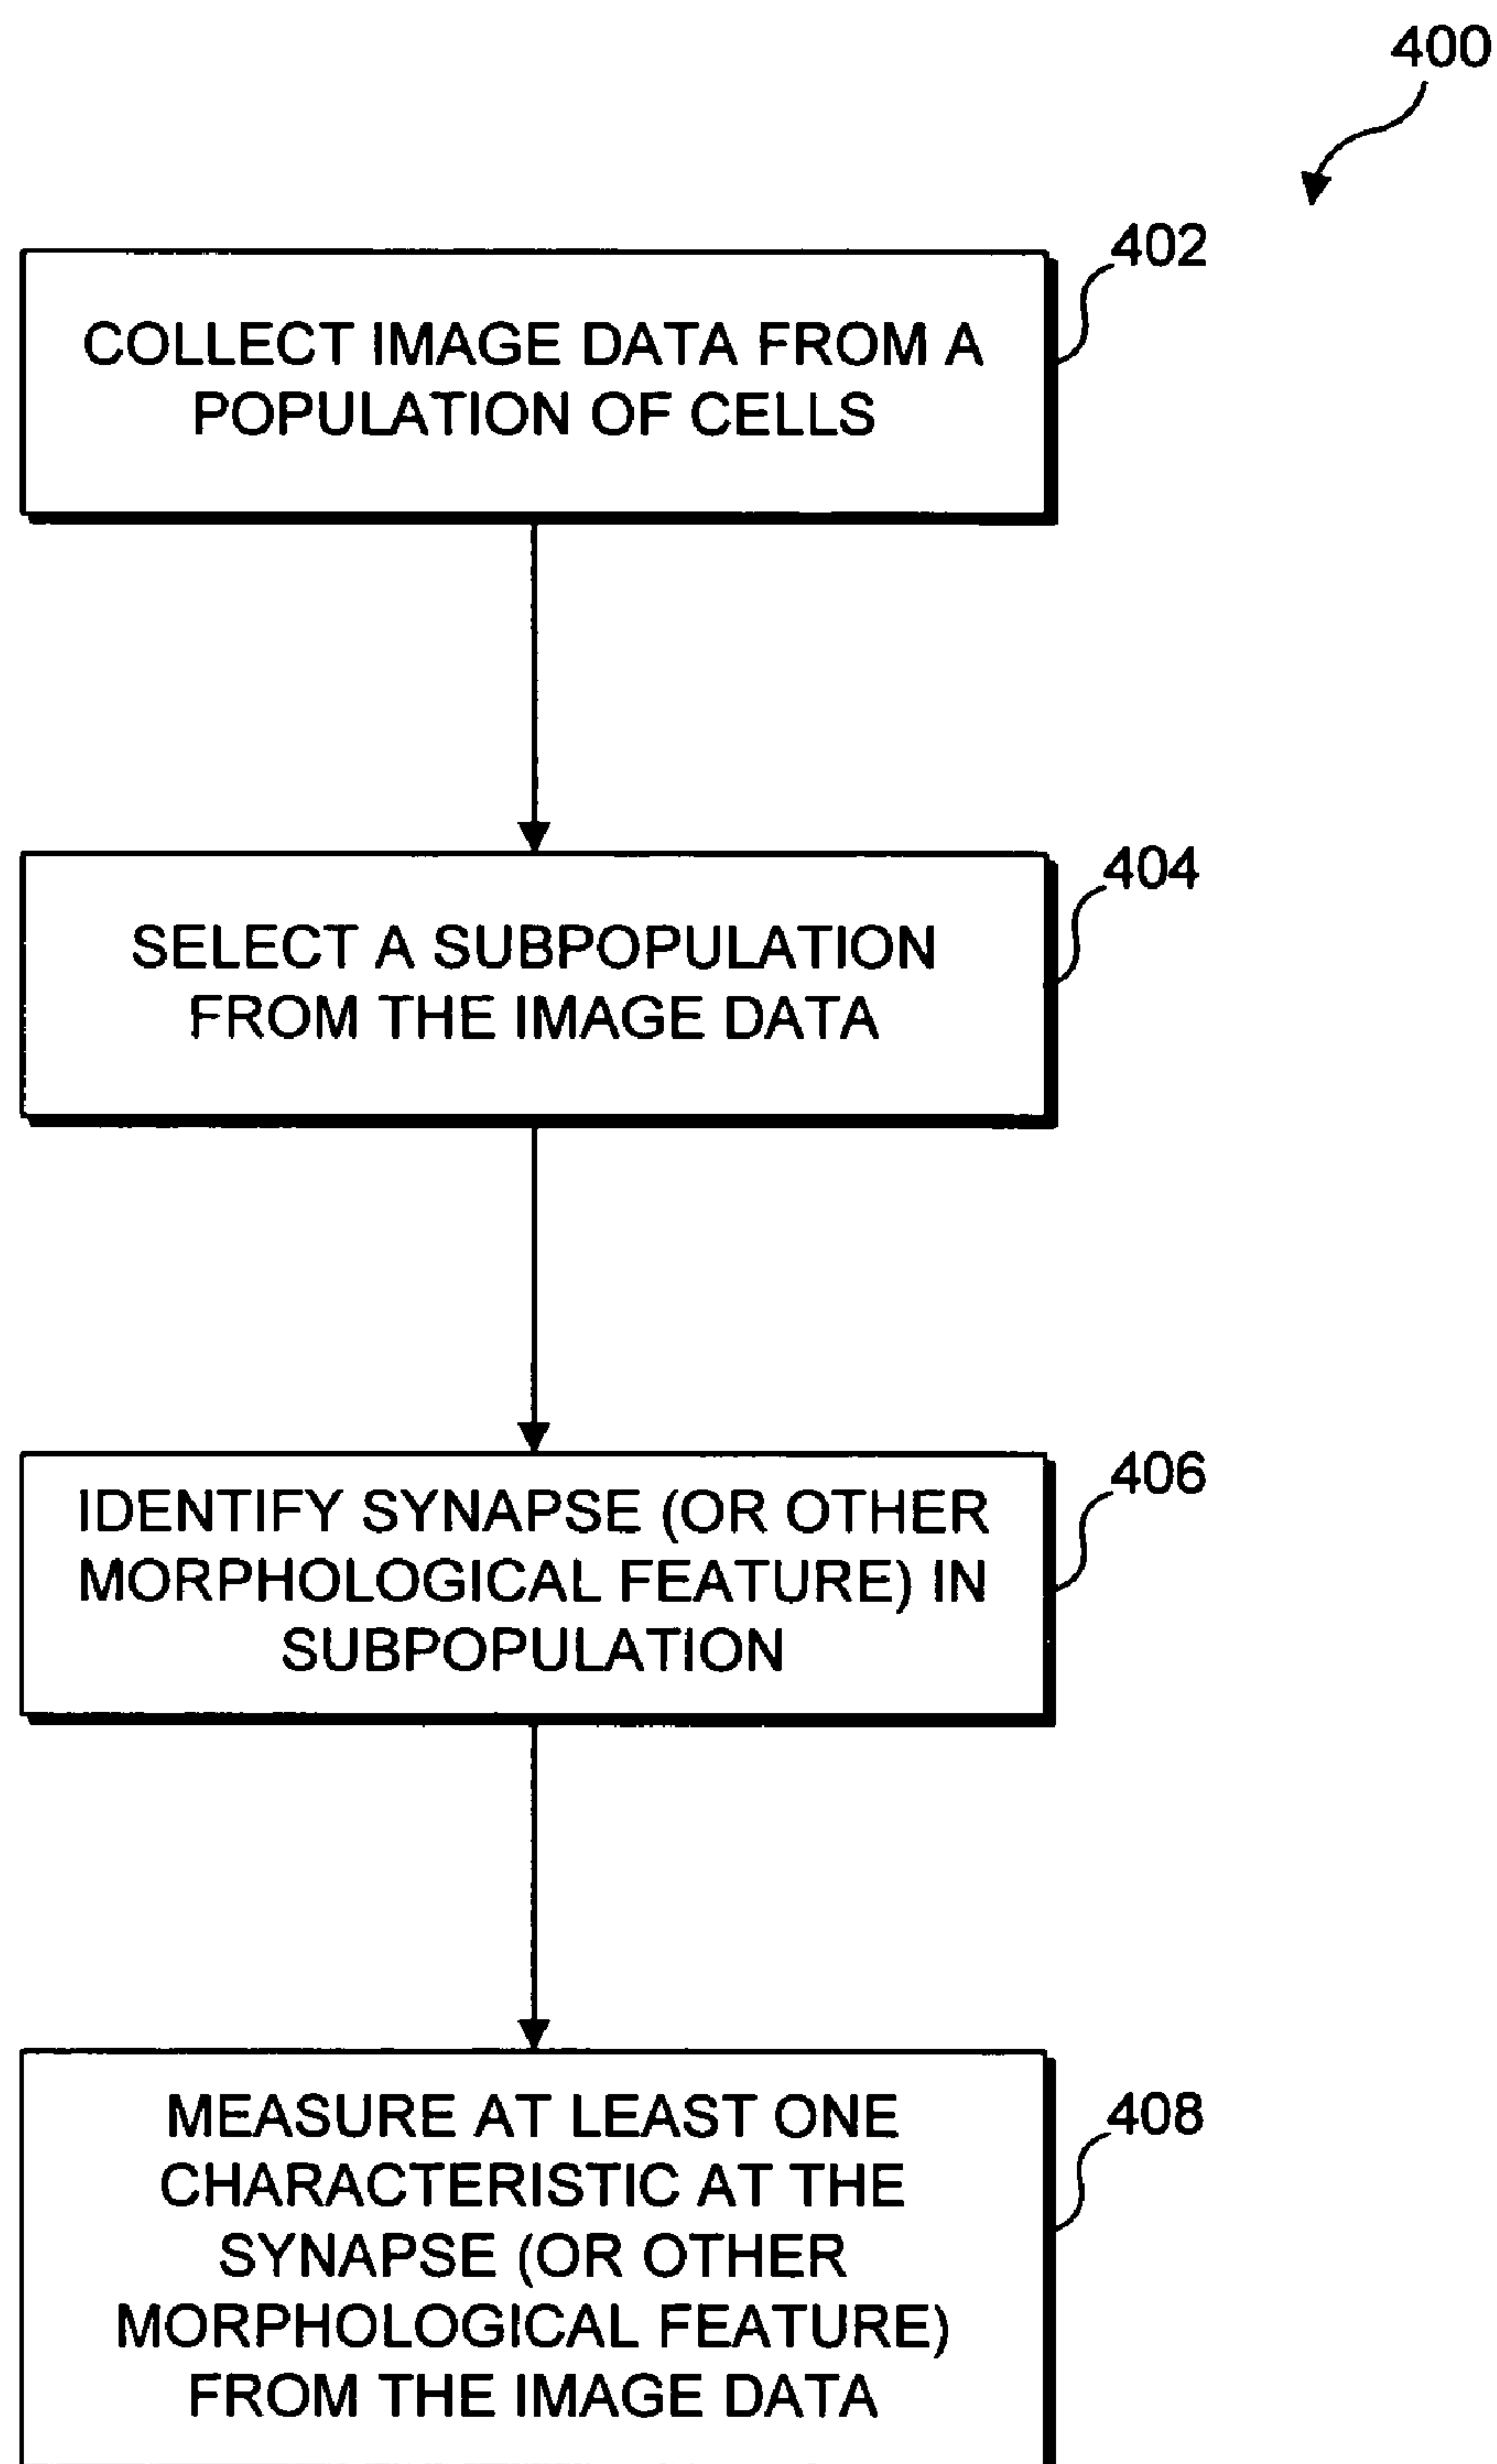 400
402
COLLECT IMAGE DATA FROM A
POPULATION OF CELLS
404
SELECT A SUBPOPULATION
FROM THE IMAGE DATA
406
IDENTIFY SYNAPSE (OR OTHER
MORPHOLOGICAL FEATURE) IN
SUBPOPULATION
408
MEASURE AT LEAST ONE
CHARACTERISTIC AT THE
SYNAPSE (OR OTHER
MORPHOLOGICAL FEATURE)
FROM THE IMAGE DATA